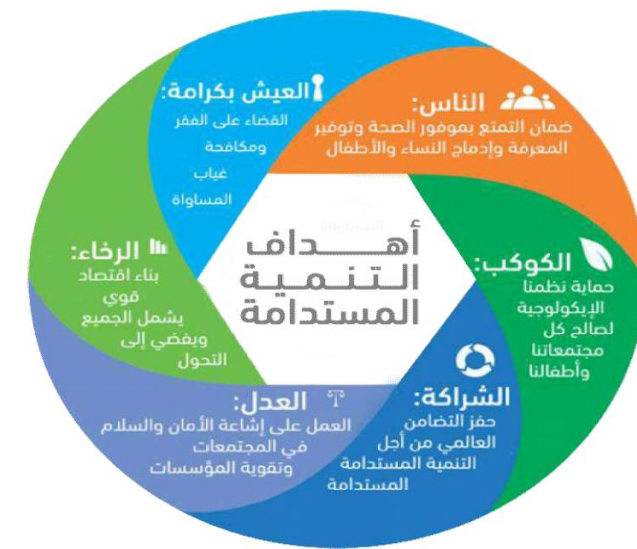 أهداف
التنمية
المستدامة
الناس:
ضمان التمتع بموفور الصحة وتوفير
المعرفة وإدماج النساء والأطفال
الكوكب:
حماية نظمنا
الإيكولوجية
لصالح كل
مجتمعاتنا
وأطفالنا
الشراكة:
حفز التضامن
العالمي من أجل
التنمية المستدامة
المستدامة
العدل:
العمل على إشاعة الأمان والسلام
في المجتمعات
وتقوية المؤسسات
الرخاء:
بناء اقتصاد
قوي
يشمل الجميع
ويفضي إلى
التحول
العيش بكرامة:
القضاء على الفقر
ومكافحة
غياب
المساواة